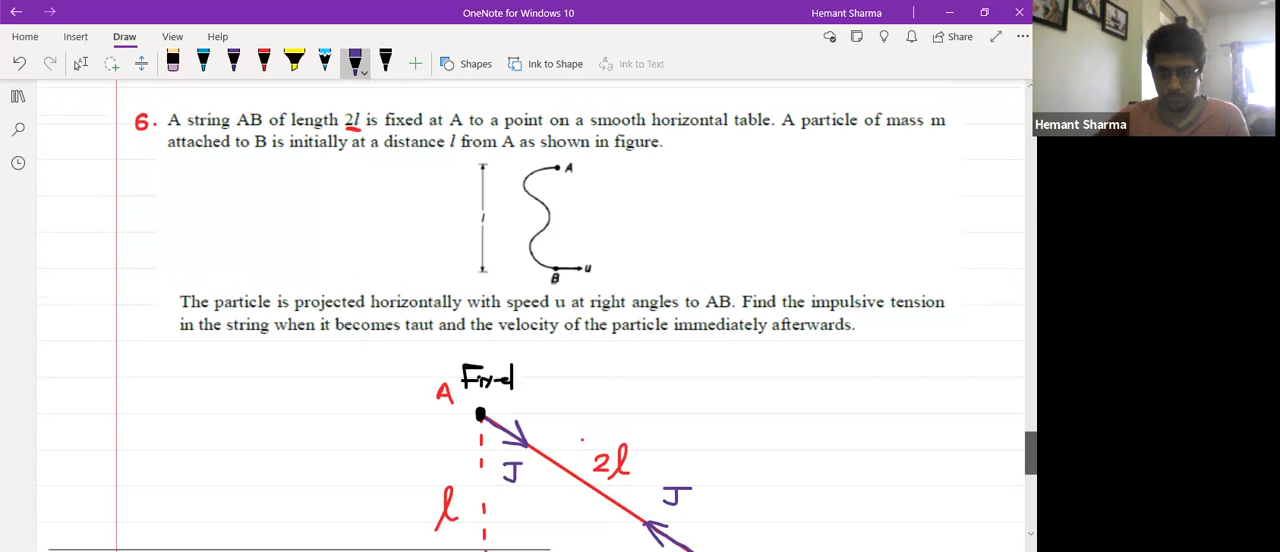 OneNote for Windows 10
Hemant Sharma
Home Insert Draw View Help
Share
Shapes Ink to Shape Ink to Text
Hemant Sharma
6. A string AB of length 2l is fixed at A to a point on a smooth horizontal table. A particle of mass m
attached to B is initially at a distance l from A as shown in figure.
A
l
B u
The particle is projected horizontally with speed u at right angles to AB. Find the impulsive tension
in the string when it becomes taut and the velocity of the particle immediately afterwards.
Fixed
A
J
2l
J
l